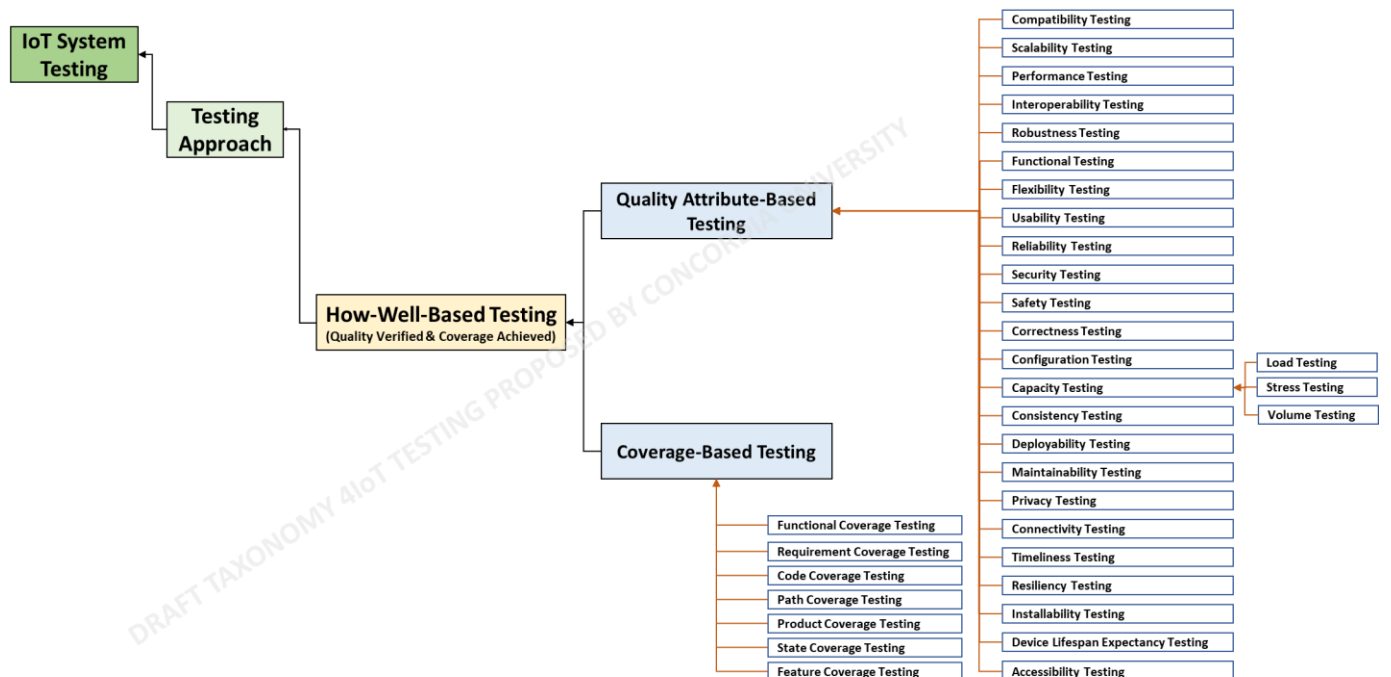 IoT System
Testing
Testing
Approach
How-Well-Based Testing
(Quality Verified & Coverage Achieved)
Quality Attribute-Based
Testing
Coverage-Based Testing
Functional Coverage Testing
Requirement Coverage Testing
Code Coverage Testing
Path Coverage Testing
Product Coverage Testing
State Coverage Testing
Feature Coverage Testing
Compatibility Testing
Scalability Testing
Performance Testing
Interoperability Testing
Robustness Testing
Functional Testing
Flexibility Testing
Usability Testing
Reliability Testing
Security Testing
Safety Testing
Correctness Testing
Configuration Testing
Capacity Testing
Consistency Testing
Deployability Testing
Maintainability Testing
Privacy Testing
Connectivity Testing
Timeliness Testing
Resiliency Testing
Installability Testing
Device Lifespan Expectancy Testing
Accessibility Testing
Load Testing
Stress Testing
Volume Testing
DRAFT TAXONOMY 4IoT TESTING PROPOSED BY CONCORDIA UNIVERSITY